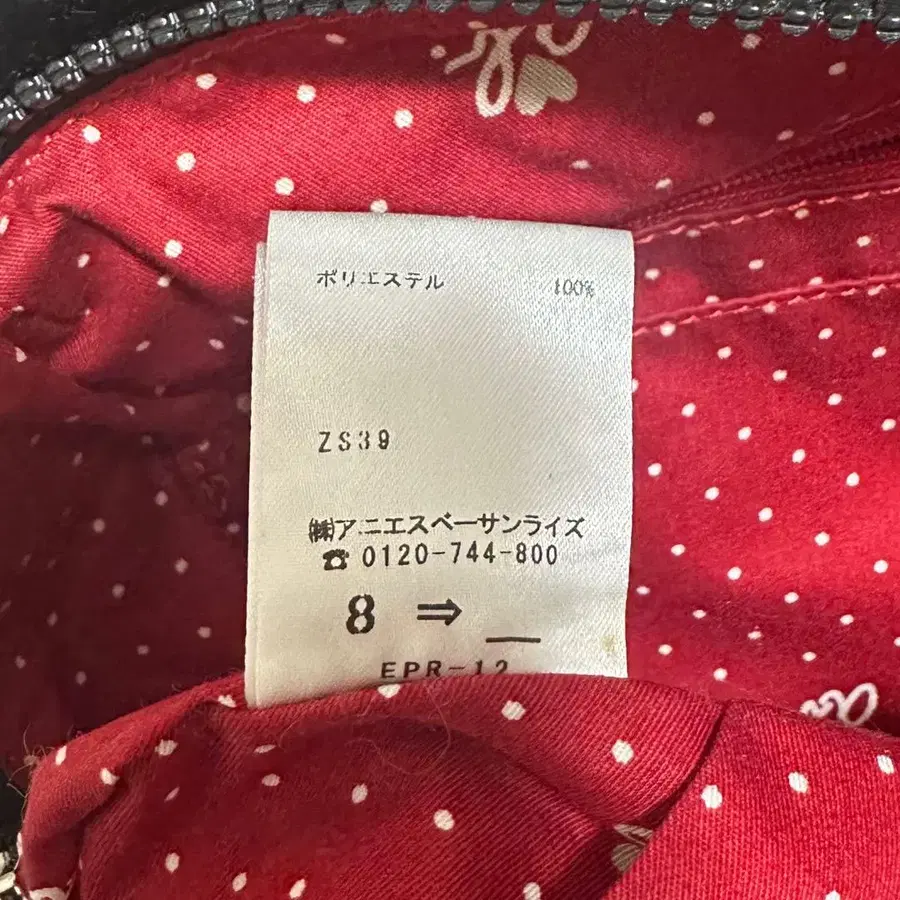 ポリエステル 100%
ZS39
㈱アニエスベーサンライズ
☎ 0120-744-800
8 ⇒ _
EPR-12